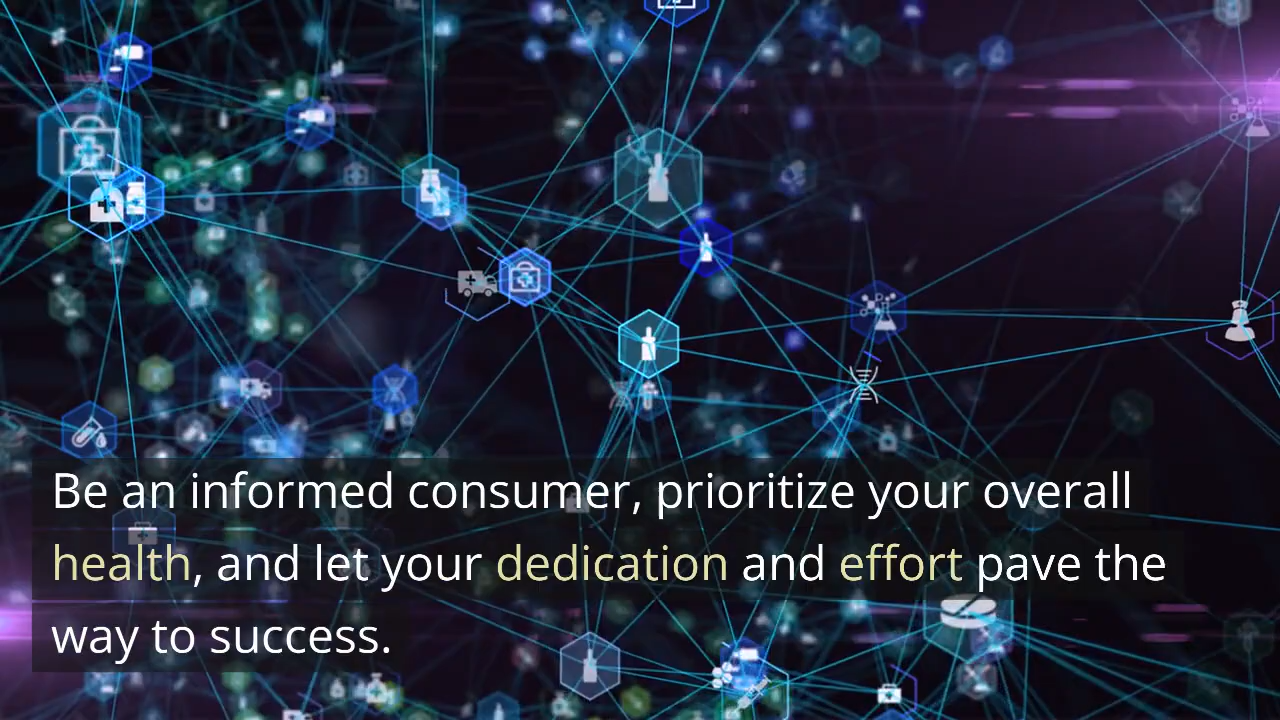 Be an informed consumer, prioritize your overall
health, and let your dedication and effort pave the
way to success.